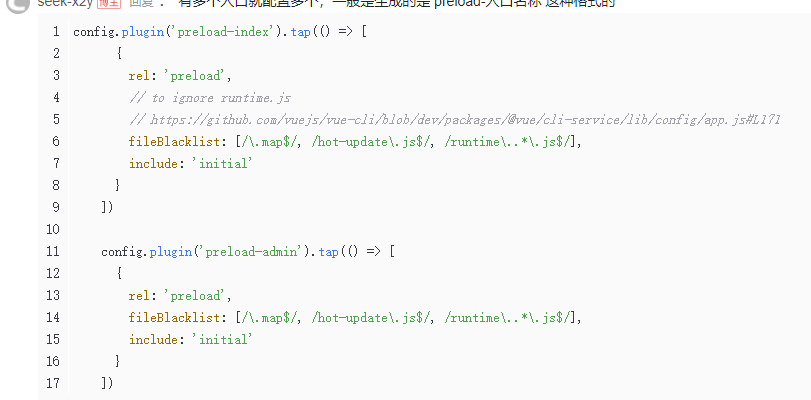 seek-x2y 博主 回复： 有多个入口就配置多个，一般是生成的是 preload-入口名称 这种格式的
1 config.plugin('preload-index').tap(() => [
2 {
3 rel: 'preload',
4 // to ignore runtime.js
5 // https://github.com/vuejs/vue-cli/blob/dev/packages/@vue/cli-service/lib/config/app.js#L171
6 fileBlacklist: [/\.map$/, /hot-update\.js$/, /runtime\..*\.js$/],
7 include: 'initial'
8 }
9 ])
10
11 config.plugin('preload-admin').tap(() => [
12 {
13 rel: 'preload',
14 fileBlacklist: [/\.map$/, /hot-update\.js$/, /runtime\..*\.js$/],
15 include: 'initial'
16 }
17 ])